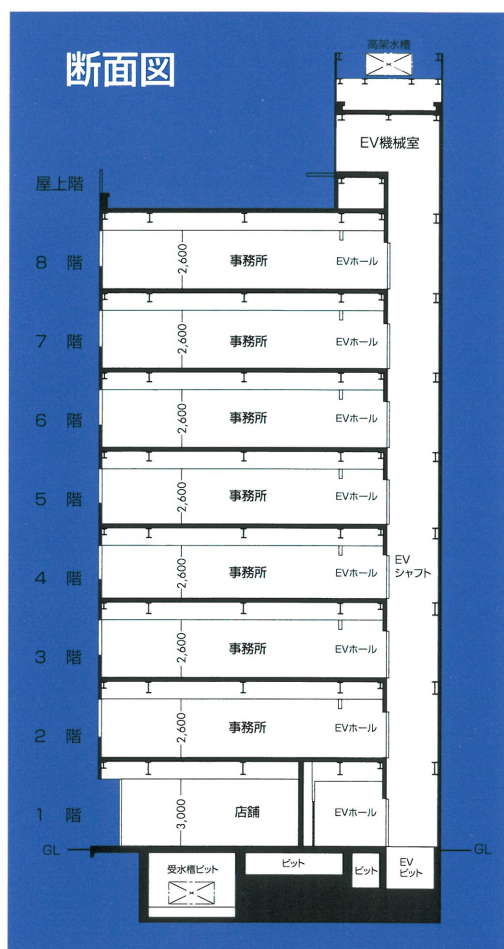 断面図
高架水槽
EV機械室
屋上階
8 階 2,600 事務所 EVホール
7 階 2,600 事務所 EVホール
6 階 2,600 事務所 EVホール
5 階 2,600 事務所 EVホール
4 階 2,600 事務所 EVホール
EV
シャフト
3 階 2,600 事務所 EVホール
2 階 2,600 事務所 EVホール
1 階 3,000 店舗 EVホール
GL GL
受水槽ピット ピット ピット EV
ピット